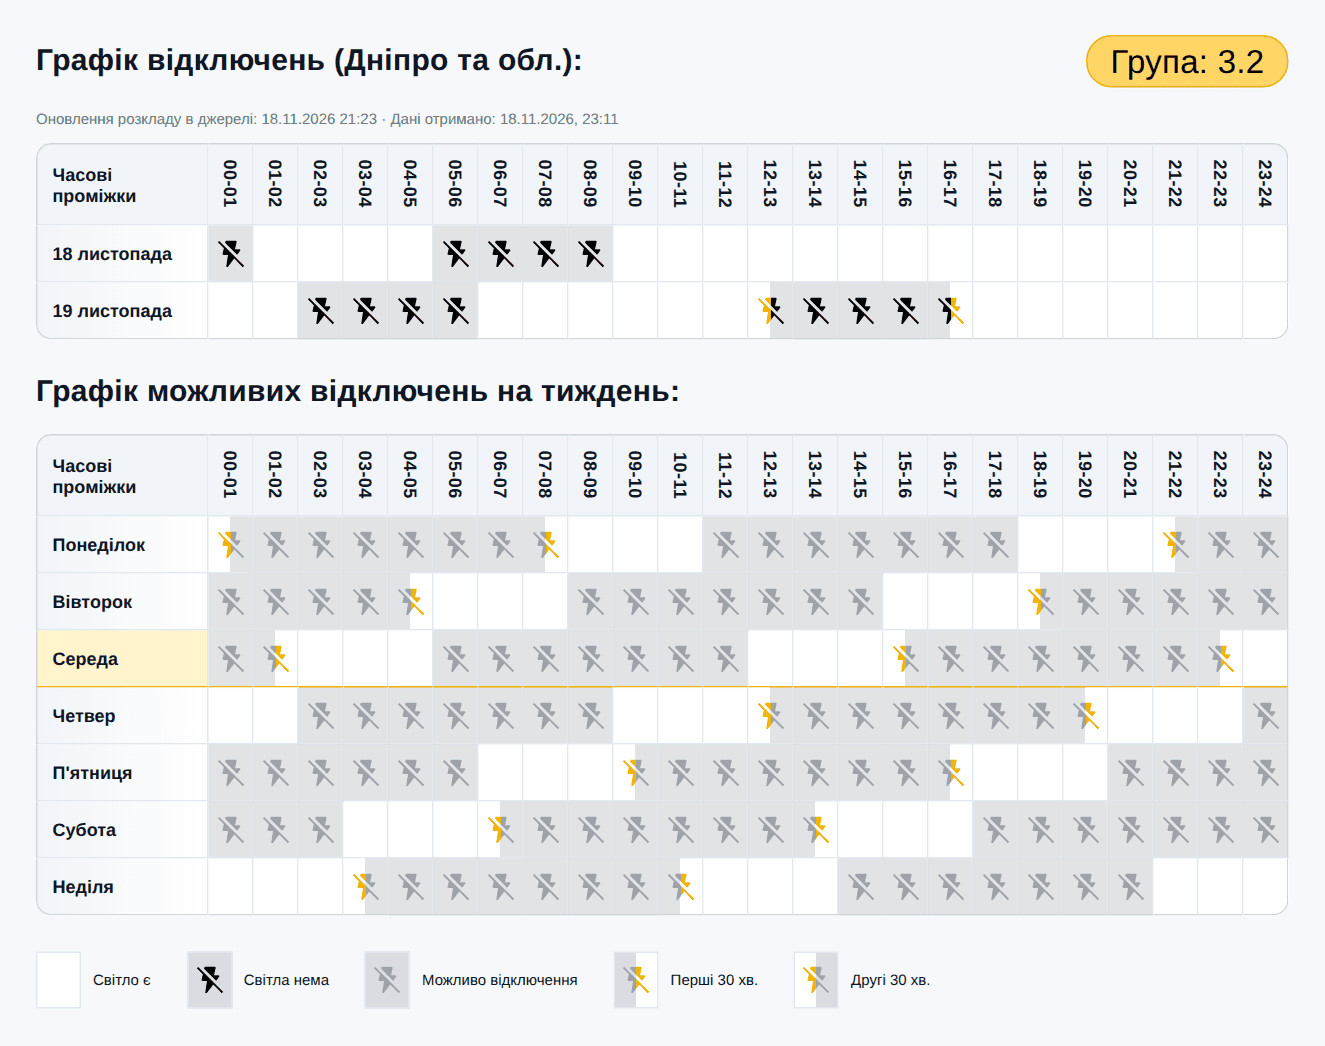 Графік відключень (Дніпро та обл.):
Група: 3.2
Оновлення розкладу в джерелі: 18.11.2026 21:23 · Дані отримано: 18.11.2026, 23:11
Часові
проміжки
00-01 01-02 02-03 03-04 04-05 05-06 06-07 07-08 08-09 09-10 10-11 11-12 12-13 13-14 14-15 15-16 16-17 17-18 18-19 19-20 20-21 21-22 22-23 23-24
18 листопада
19 листопада
Графік можливих відключень на тиждень:
Часові
проміжки
00-01 01-02 02-03 03-04 04-05 05-06 06-07 07-08 08-09 09-10 10-11 11-12 12-13 13-14 14-15 15-16 16-17 17-18 18-19 19-20 20-21 21-22 22-23 23-24
Понеділок
Вівторок
Середа
Четвер
П'ятниця
Субота
Неділя
Світло є
Світла нема
Можливо відключення
Перші 30 хв.
Другі 30 хв.